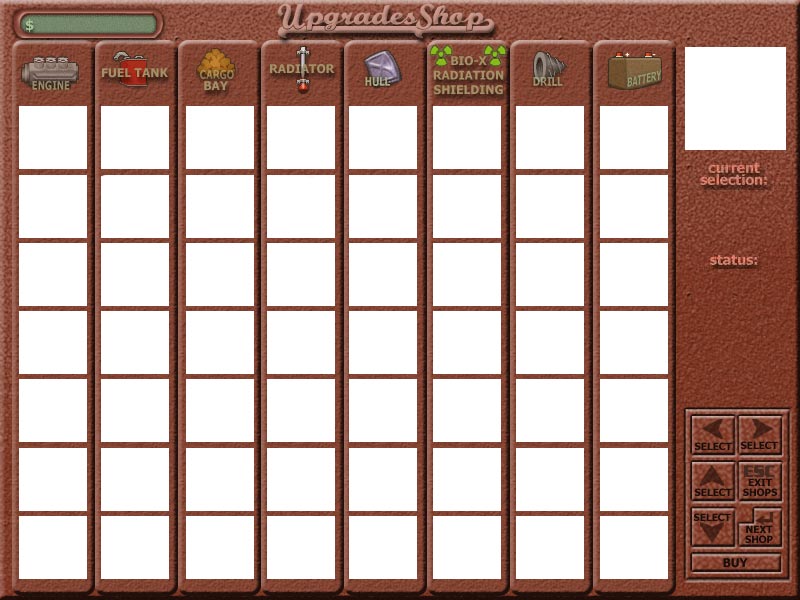 UpgradesShop
$
ENGINE
FUEL TANK
CARGO
BAY
RADIATOR
HULL
BIO-X
RADIATION
SHIELDING
DRILL
BATTERY
current
selection:
status:
SELECT
SELECT
SELECT
ESC
EXIT
SHOPS
SELECT
NEXT
SHOP
BUY